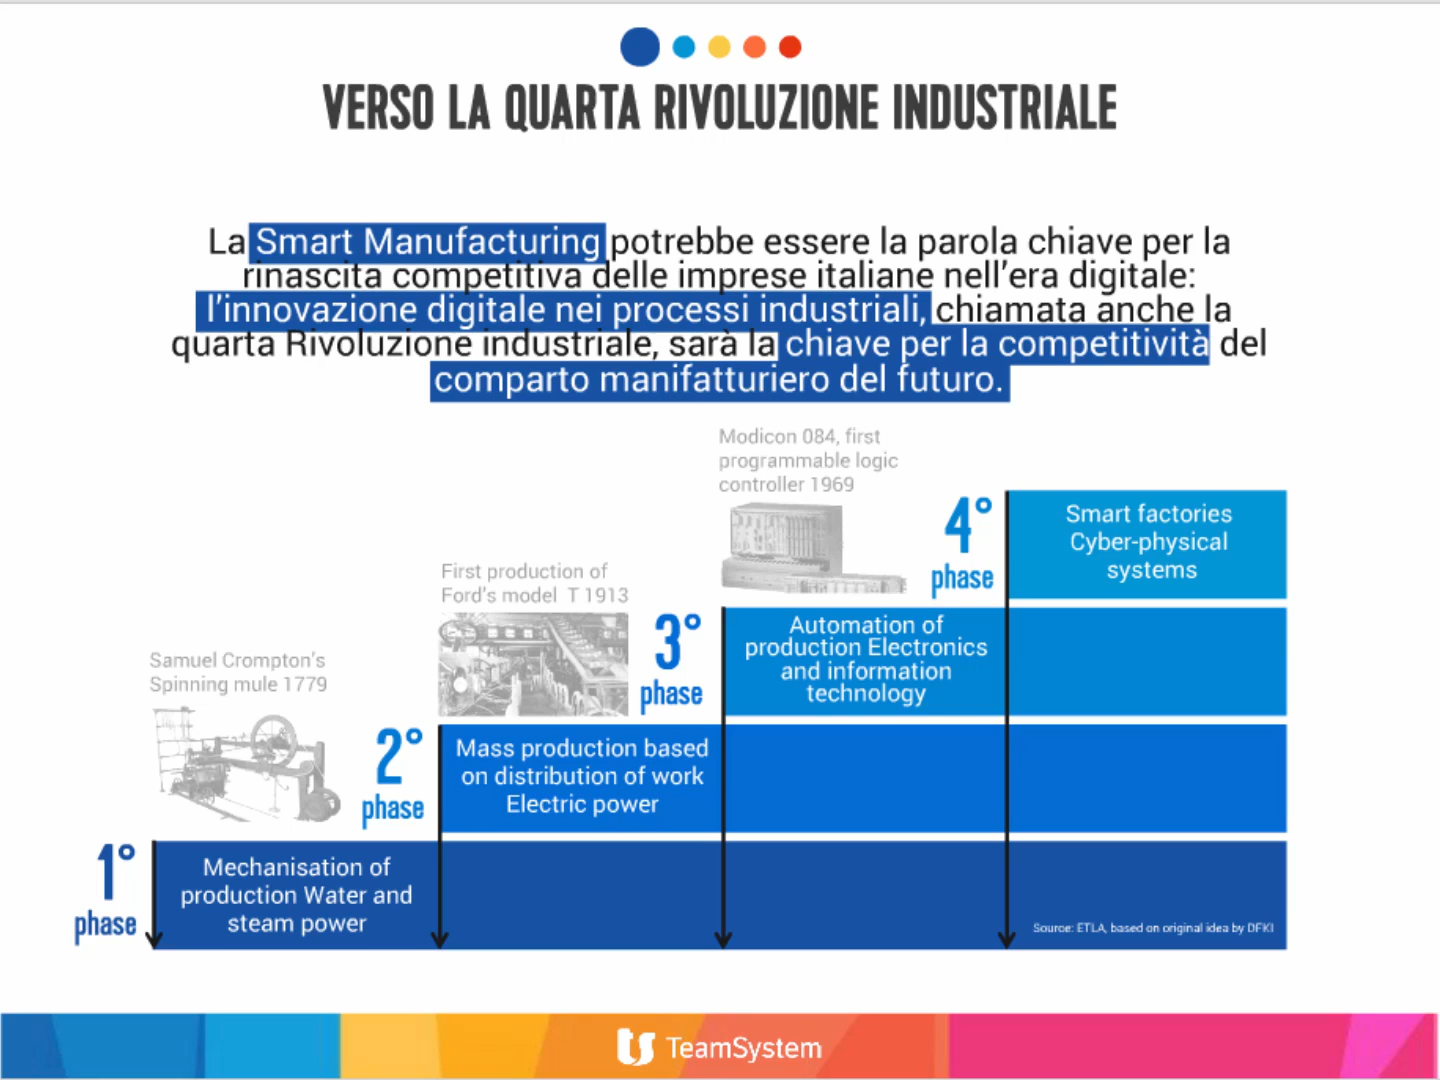 VERSO LA QUARTA RIVOLUZIONE INDUSTRIALE
La Smart Manufacturing potrebbe essere la parola chiave per la
rinascita competitiva delle imprese italiane nell'era digitale:
l'innovazione digitale nei processi industriali, chiamata anche la
quarta Rivoluzione industriale, sarà la chiave per la competitività del
comparto manifatturiero del futuro.
Modicon 084, first
programmable logic
controller 1969
4°
phase
Smart factories
Cyber-physical
systems
First production of
Ford's model T 1913
3°
phase
Automation of
production Electronics
and information
technology
Samuel Crompton's
Spinning mule 1779
2°
phase
Mass production based
on distribution of work
Electric power
1°
phase
Mechanisation of
production Water and
steam power
Source: ETLA, based on original idea by DFKI
TeamSystem